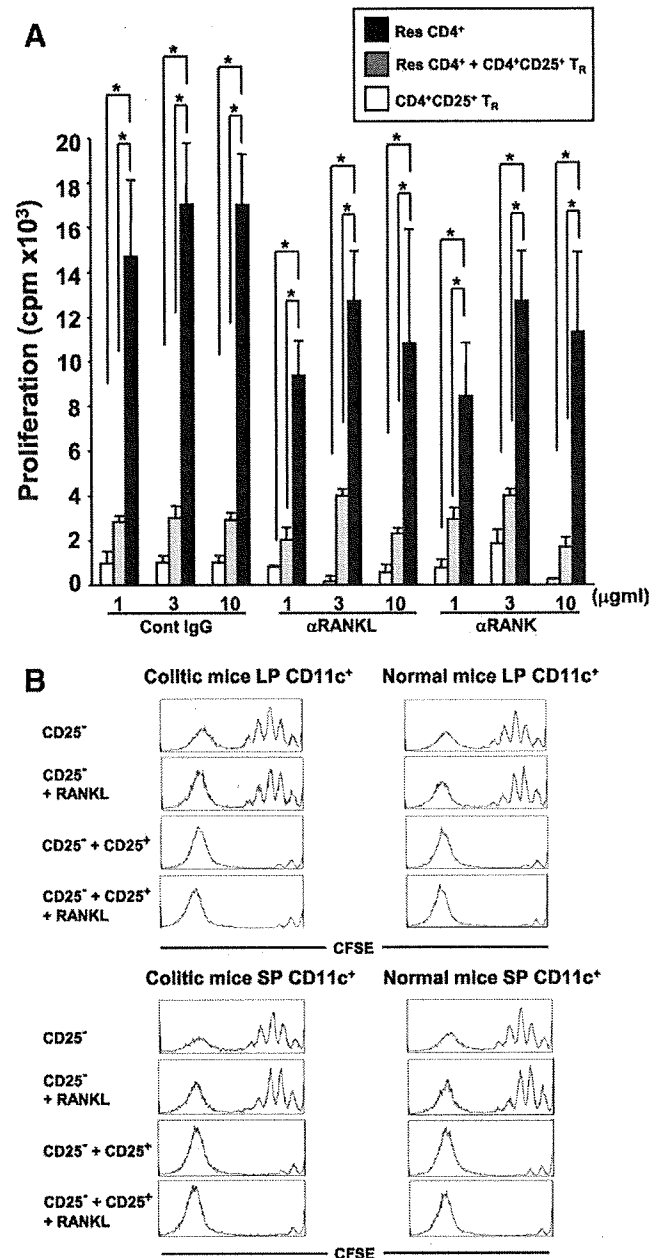 A
Res CD4+
Res CD4+ + CD4+CD25+ TR
CD4+CD25+ TR
* * * * * *
* * * * * *
* * * * * *
Proliferation (cpm x10³)
20
18
16
14
12
10
8
6
4
2
0
1 3 10 1 3 10 1 3 10 (μgml)
Cont IgG αRANKL αRANK
B
Colitic mice LP CD11c+ Normal mice LP CD11c+
CD25-
CD25-
+ RANKL
CD25- + CD25+
CD25- + CD25+
+ RANKL
CFSE
Colitic mice SP CD11c+ Normal mice SP CD11c+
CD25-
CD25-
+ RANKL
CD25- + CD25+
CD25- + CD25+
+ RANKL
CFSE